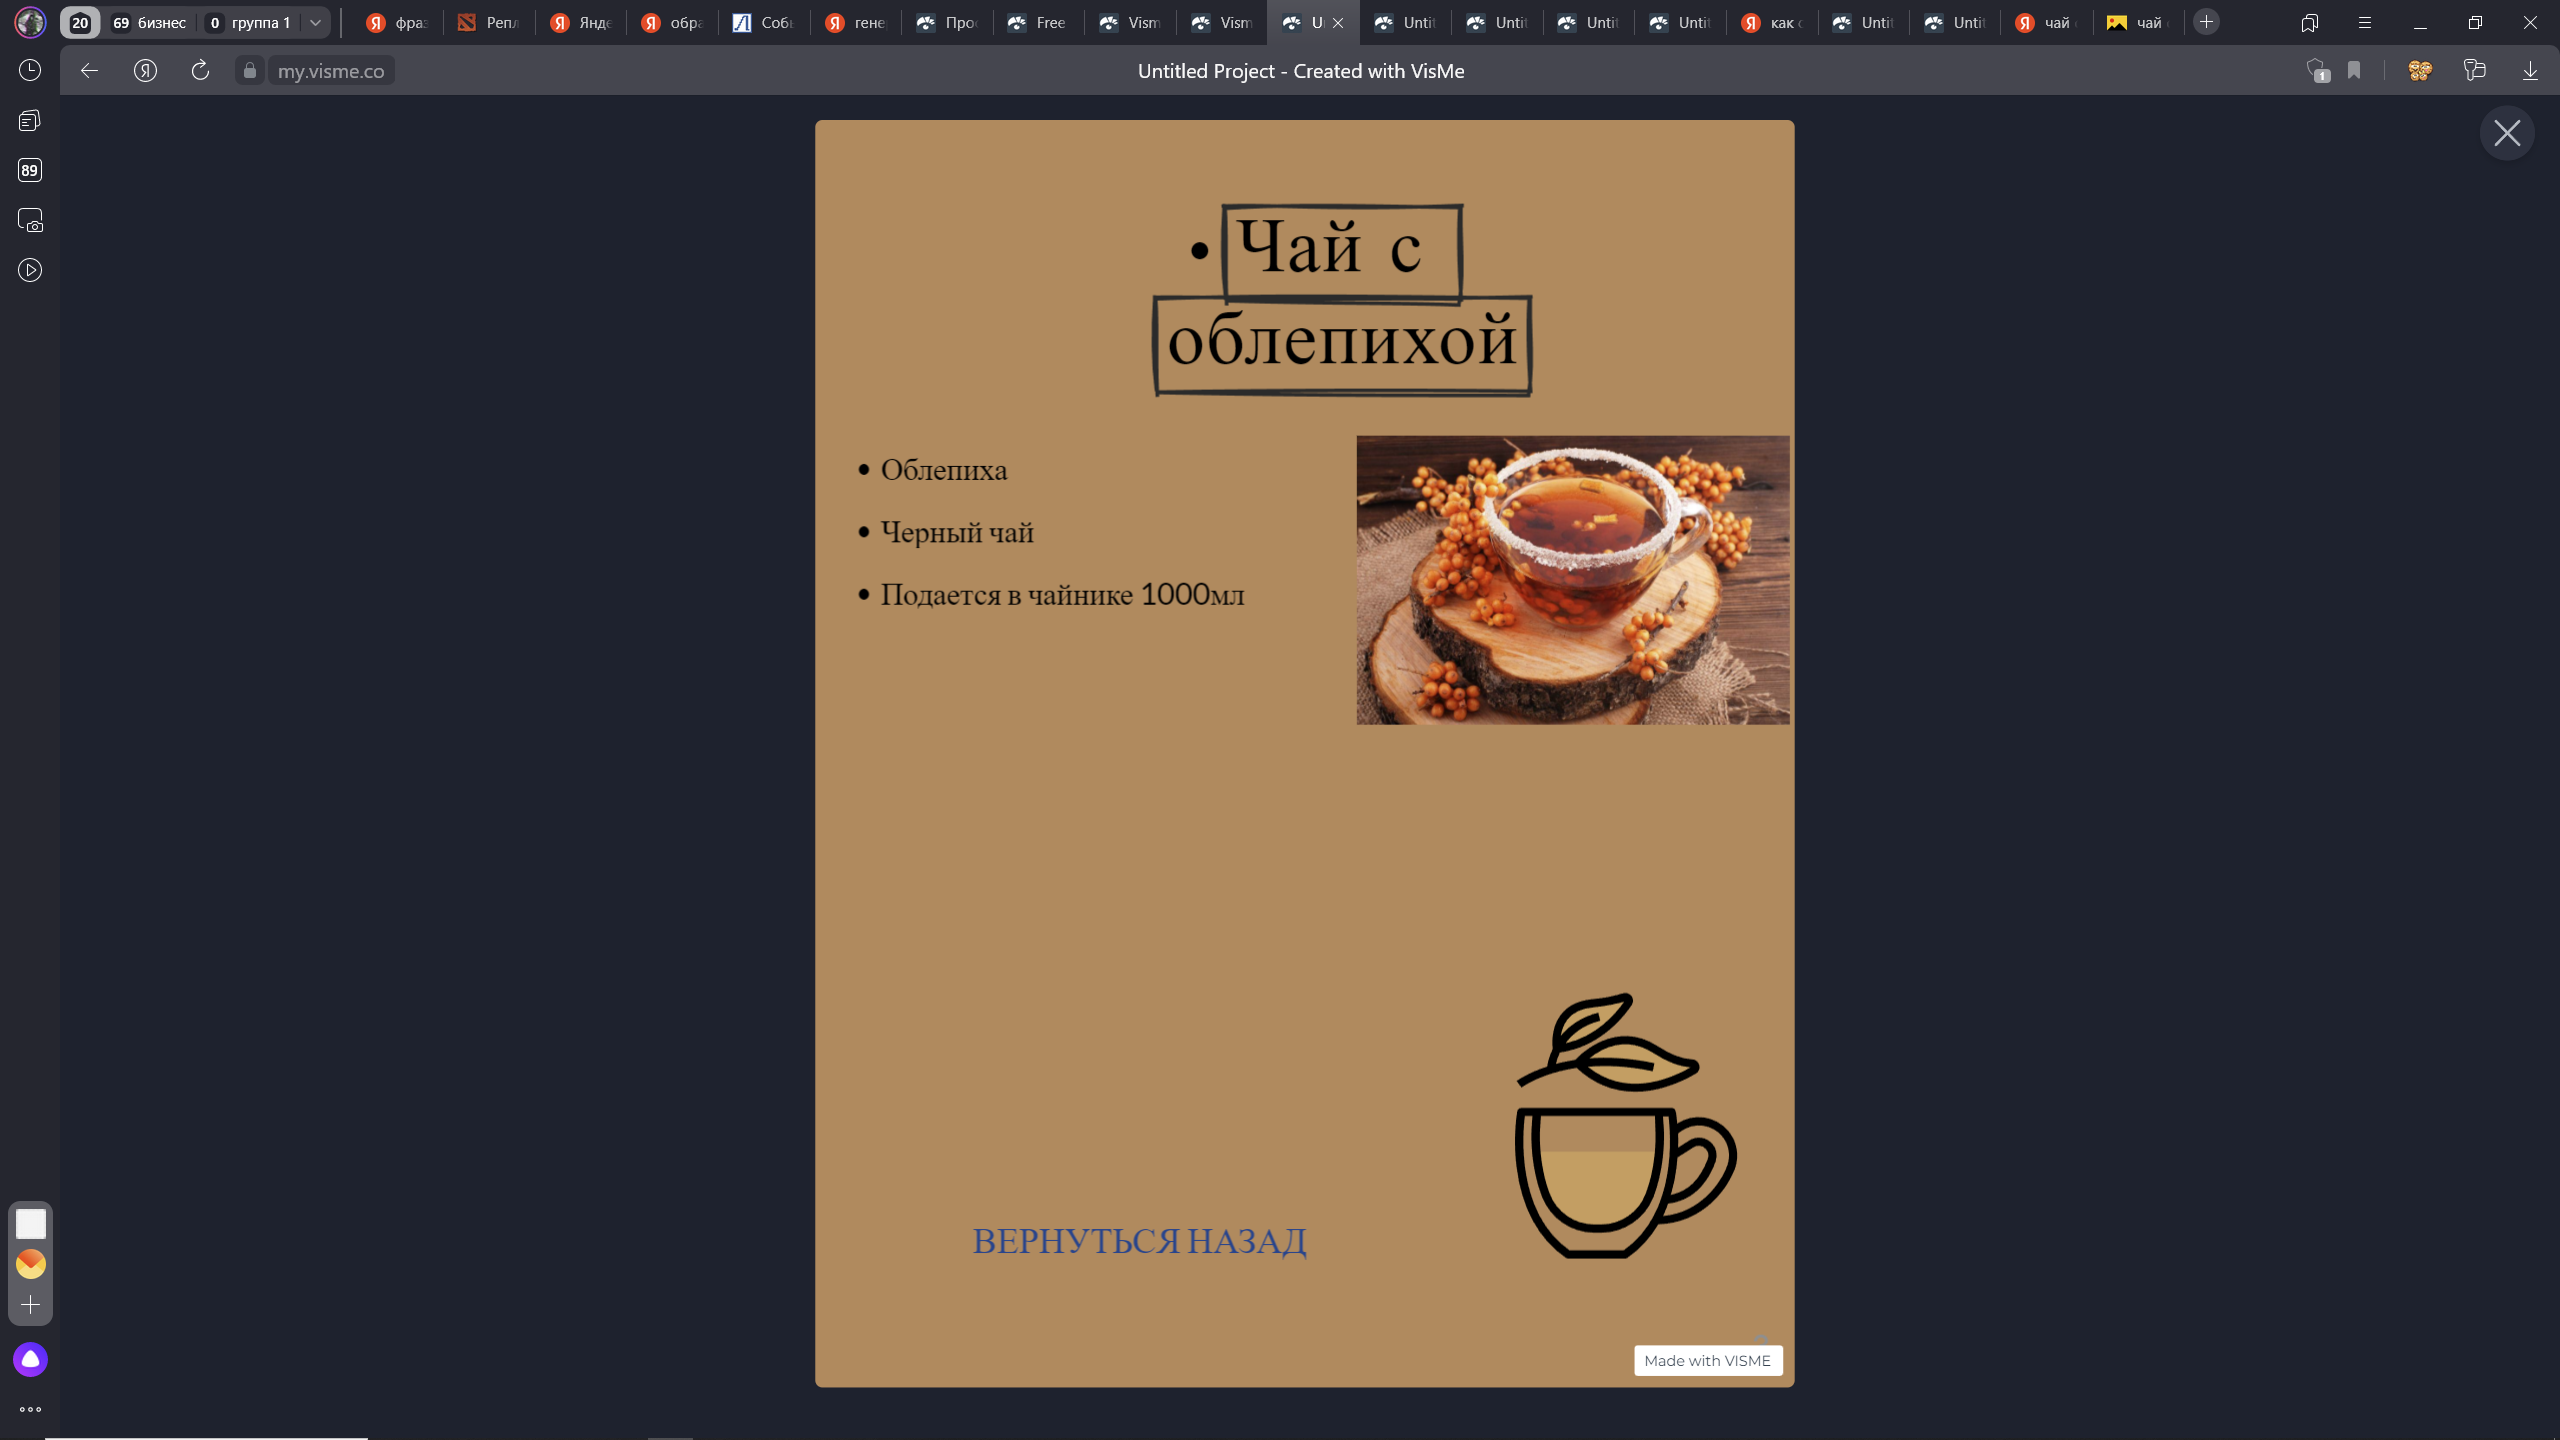 20 69 бизнес 0 группа 1 фраз Репл Янде обра Собы гене Прос Free Vism Vism U Untit Untit Untit Untit как с Untit Untit чай чай
my.visme.co Untitled Project - Created with VisMe 1
89
• Чай с
облепихой
• Облепиха
• Черный чай
• Подается в чайнике 1000мл
ВЕРНУТЬСЯ НАЗАД
Made with VISME